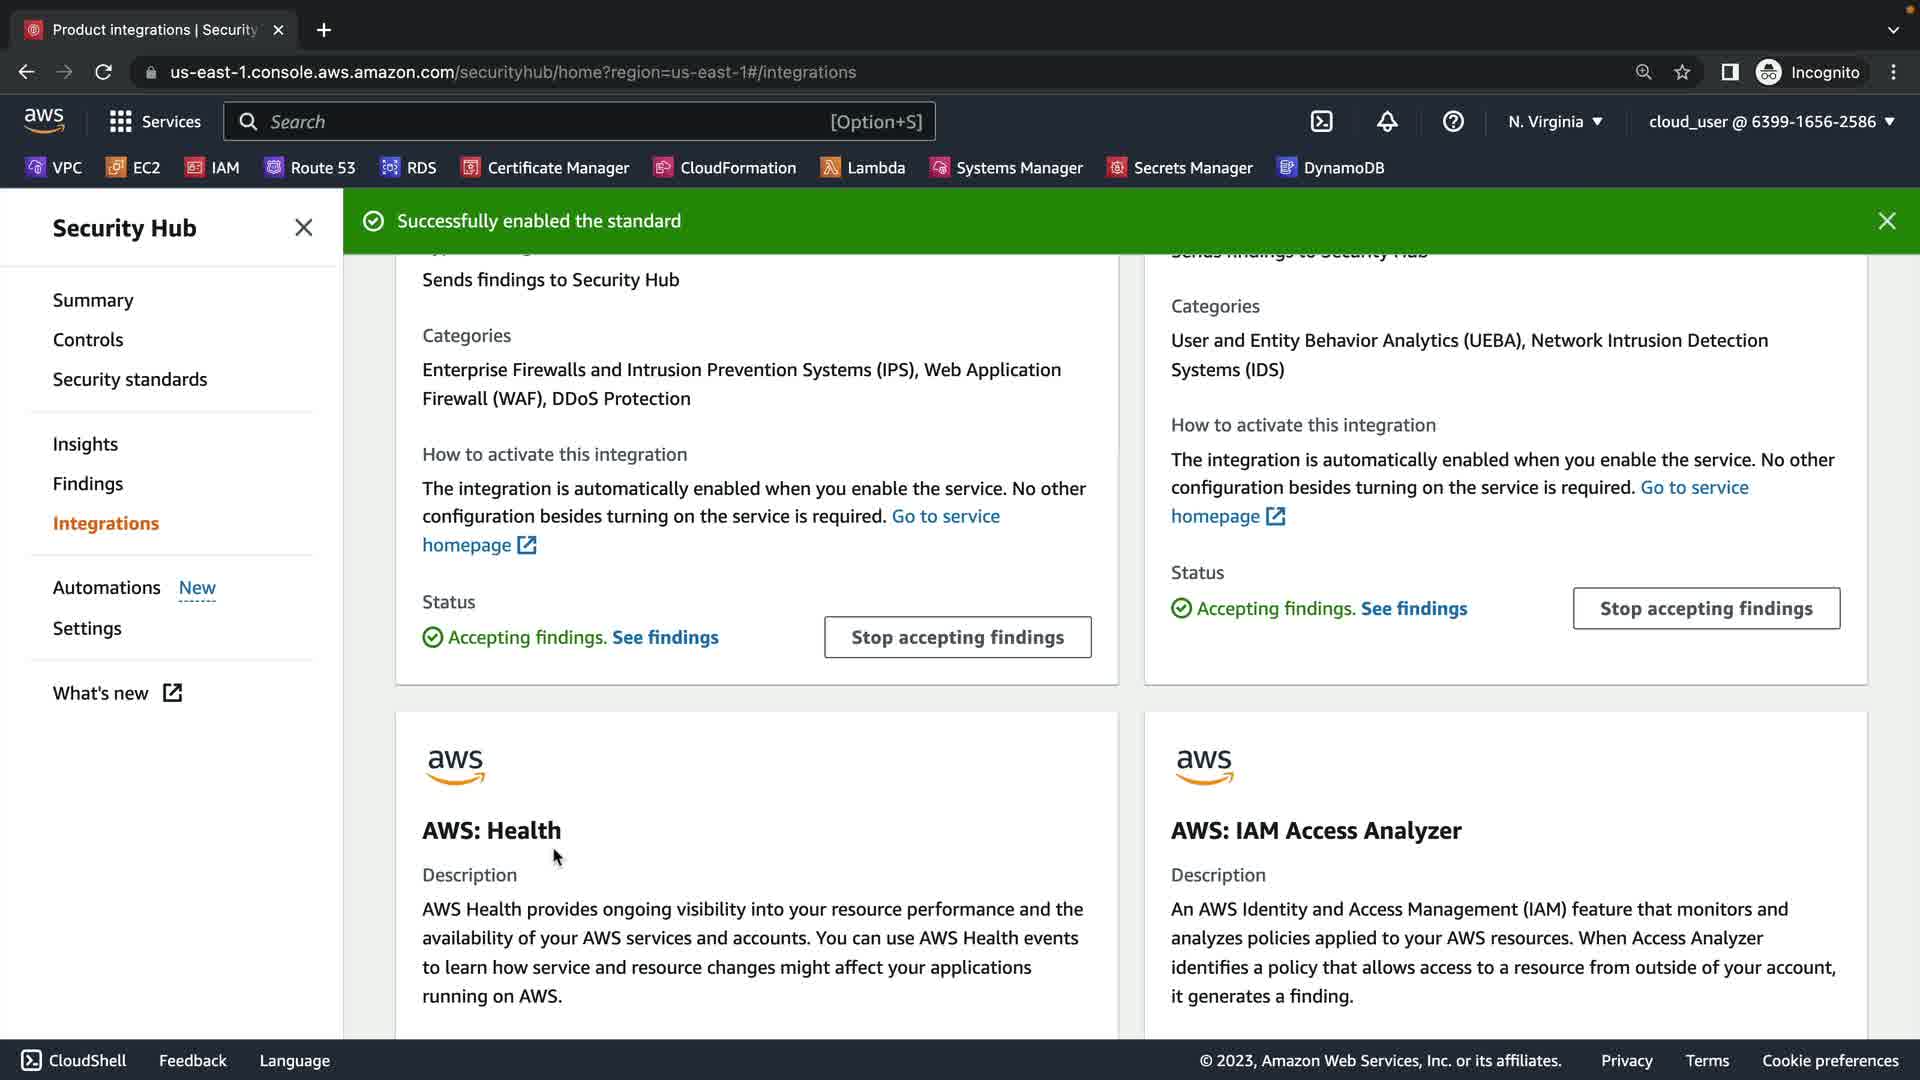 Product integrations | Security
us-east-1.console.aws.amazon.com/securityhub/home?region=us-east-1#/integrations
Incognito
aws
Services
Search
[Option+S]
N. Virginia
cloud_user @ 6399-1656-2586
VPC
EC2
IAM
Route 53
RDS
Certificate Manager
CloudFormation
Lambda
Systems Manager
Secrets Manager
DynamoDB
Security Hub
Summary
Controls
Security standards
Insights
Findings
Integrations
Automations New
Settings
What's new
Successfully enabled the standard
Sends findings to Security Hub
Categories
Enterprise Firewalls and Intrusion Prevention Systems (IPS), Web Application
Firewall (WAF), DDoS Protection
How to activate this integration
The integration is automatically enabled when you enable the service. No other
configuration besides turning on the service is required. Go to service
homepage
Status
Accepting findings. See findings
Stop accepting findings
Sends findings to Security Hub
Categories
User and Entity Behavior Analytics (UEBA), Network Intrusion Detection
Systems (IDS)
How to activate this integration
The integration is automatically enabled when you enable the service. No other
configuration besides turning on the service is required. Go to service
homepage
Status
Accepting findings. See findings
Stop accepting findings
aws
AWS: Health
Description
AWS Health provides ongoing visibility into your resource performance and the
availability of your AWS services and accounts. You can use AWS Health events
to learn how service and resource changes might affect your applications
running on AWS.
aws
AWS: IAM Access Analyzer
Description
An AWS Identity and Access Management (IAM) feature that monitors and
analyzes policies applied to your AWS resources. When Access Analyzer
identifies a policy that allows access to a resource from outside of your account,
it generates a finding.
CloudShell
Feedback
Language
© 2023, Amazon Web Services, Inc. or its affiliates.
Privacy
Terms
Cookie preferences